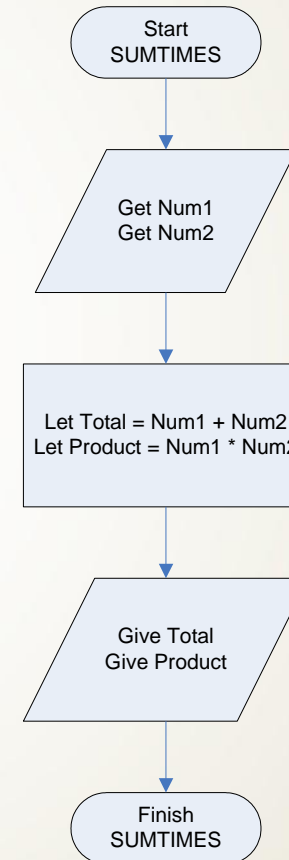 Start
SUMTIMES
Get Num1
Get Num2
Let Total = Num1 + Num2
Let Product = Num1 * Num2
Give Total
Give Product
Finish
SUMTIMES